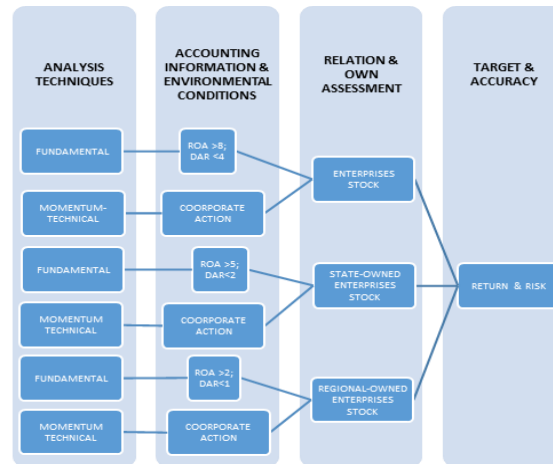 ANALYSIS
TECHNIQUES
ACCOUNTING
INFORMATION &
ENVIRONMENTAL
CONDITIONS
RELATION &
OWN
ASSESSMENT
TARGET &
ACCURACY
FUNDAMENTAL
ROA >8;
DAR <4
ENTERPRISES
STOCK
MOMENTUM-
TECHNICAL
COORPORATE
ACTION
FUNDAMENTAL
ROA >5;
DAR<2
STATE-OWNED
ENTERPRISES
STOCK
RETURN & RISK
MOMENTUM
TECHNICAL
COORPORATE
ACTION
FUNDAMENTAL
ROA >2;
DAR<1
REGIONAL-OWNED
ENTERPRISES
STOCK
MOMENTUM
TECHNICAL
COORPORATE
ACTION